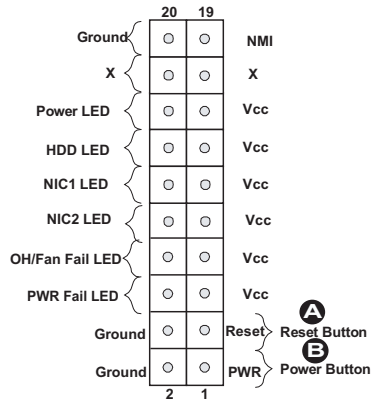 20 19
Ground NMI
X X
Power LED Vcc
HDD LED Vcc
NIC1 LED Vcc
NIC2 LED Vcc
OH/Fan Fail LED Vcc
PWR Fail LED Vcc
A
Ground Reset Reset Button
B
Ground PWR Power Button
2 1